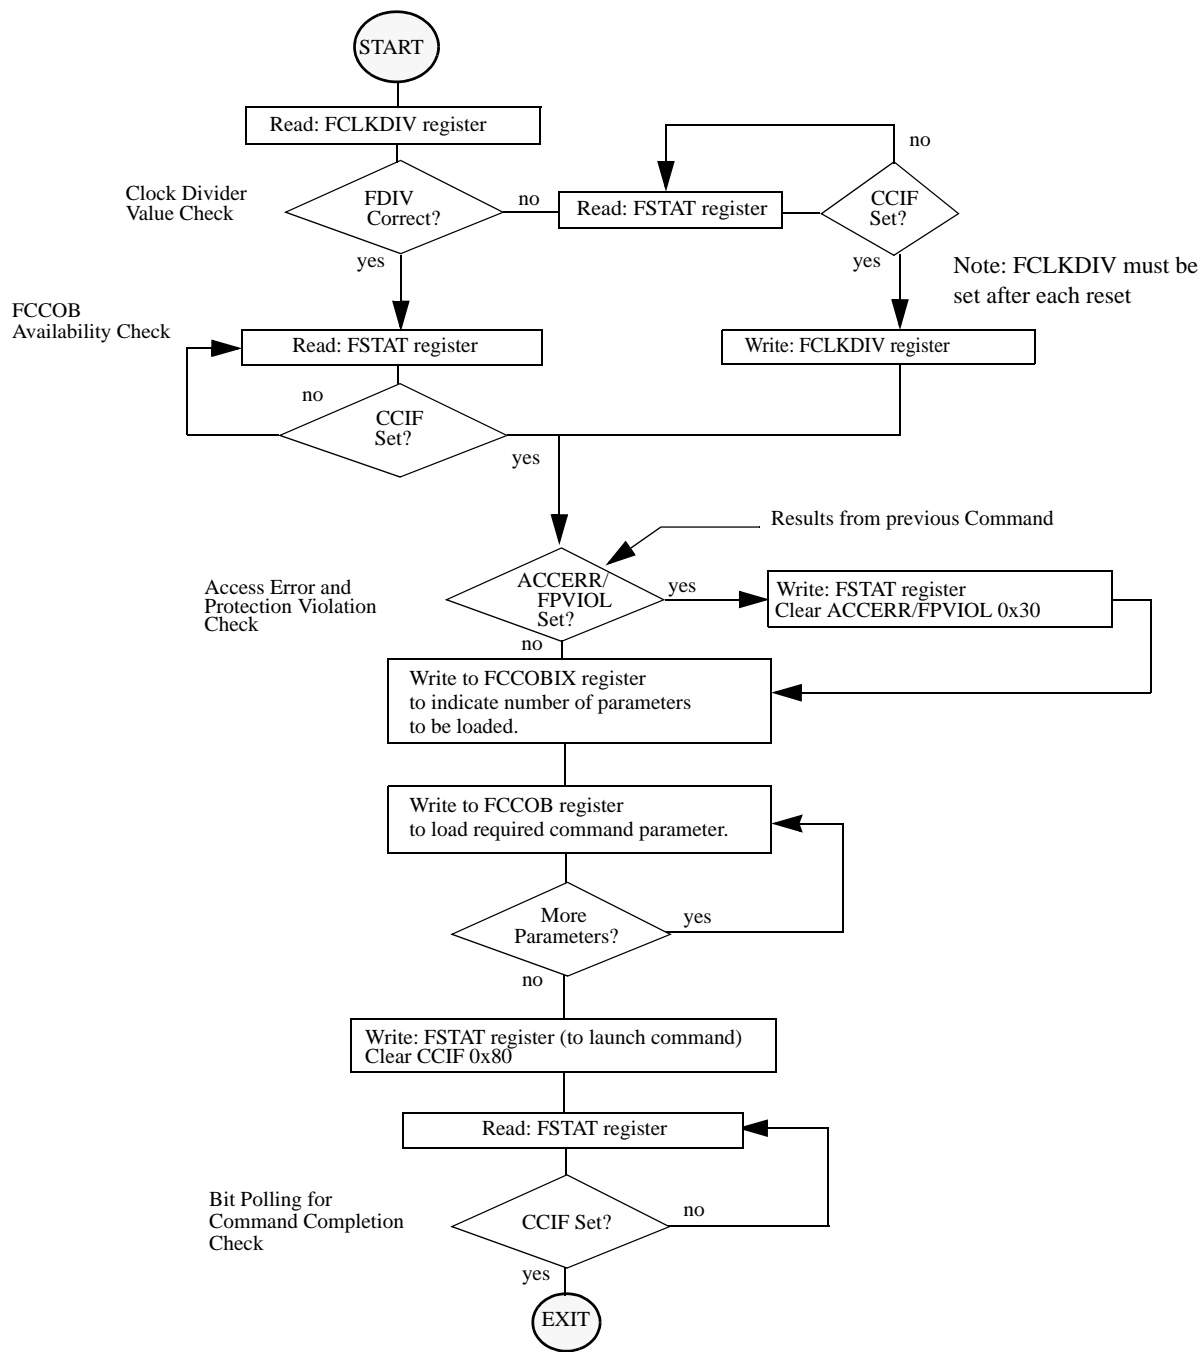 START
Read: FCLKDIV register
no
Clock Divider
Value Check
FDIV
Correct?
no
Read: FSTAT register
CCIF
Set?
yes
yes
Note: FCLKDIV must be
set after each reset
FCCOB
Availability Check
Read: FSTAT register
Write: FCLKDIV register
no
CCIF
Set?
yes
Results from previous Command
Access Error and
Protection Violation
Check
ACCERR/
FPVIOL
Set?
yes
Write: FSTAT register
Clear ACCERR/FPVIOL 0x30
no
Write to FCCOBIX register
to indicate number of parameters
to be loaded.
Write to FCCOB register
to load required command parameter.
More
Parameters?
yes
no
Write: FSTAT register (to launch command)
Clear CCIF 0x80
Read: FSTAT register
Bit Polling for
Command Completion
Check
CCIF Set?
no
yes
EXIT